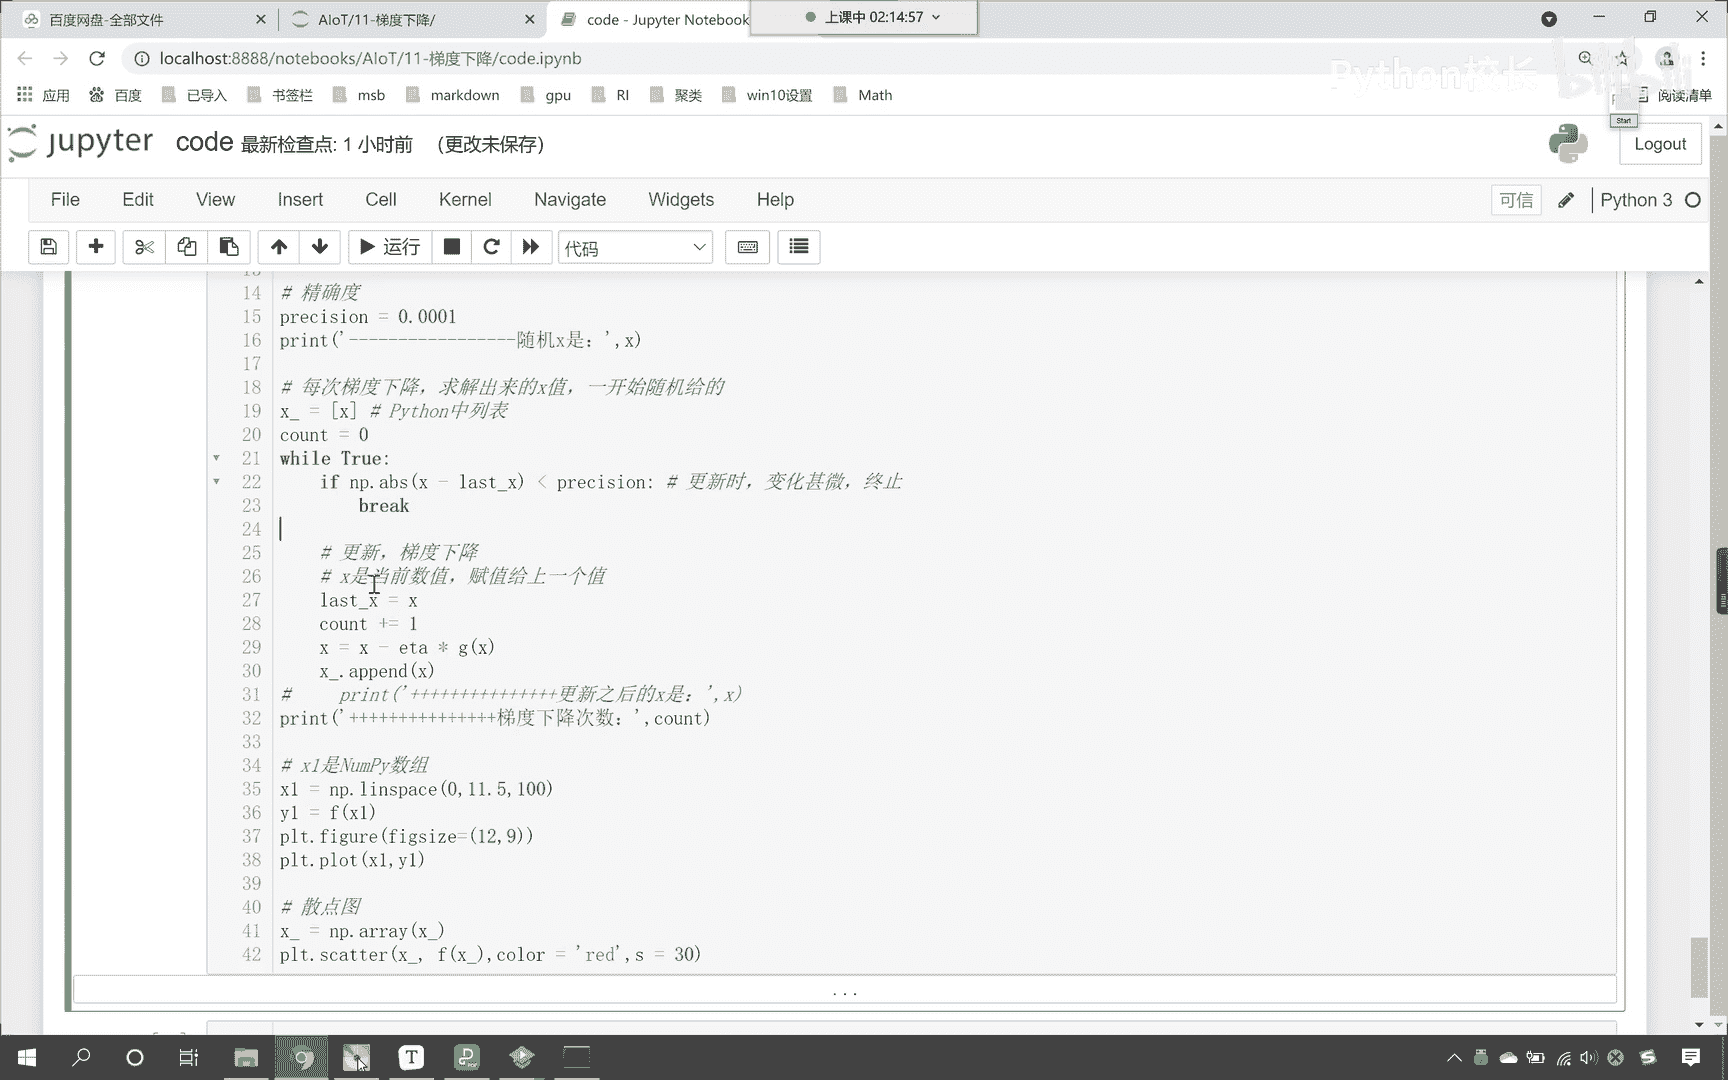 百度网盘-全部文件
AIoT/11-梯度下降/
code - Jupyter Notebook
上课中 02:14:57
localhost:8888/notebooks/AIoT/11-梯度下降/code.ipynb
Python校长
bilibili
应用 百度 已导入 书签栏 msb markdown gpu RI 聚类 win10设置 Math 阅读清单
Start
jupyter code 最新检查点: 1 小时前 (更改未保存)
Logout
File Edit View Insert Cell Kernel Navigate Widgets Help 可信 Python 3
运行 代码
13
14 # 精确度
15 precision = 0.0001
16 print('-----------------随机x是：',x)
17
18 # 每次梯度下降，求解出来的x值，一开始随机给的
19 x_ = [x] # Python中列表
20 count = 0
21 while True:
22 if np.abs(x - last_x) < precision: # 更新时，变化甚微，终止
23 break
24
25 # 更新，梯度下降
26 # x是当前数值，赋值给上一个值
27 last_x = x
28 count += 1
29 x = x - eta * g(x)
30 x_.append(x)
31 # print('+++++++++++++++更新之后的x是：',x)
32 print('+++++++++++++++梯度下降次数：',count)
33
34 # x1是NumPy数组
35 x1 = np.linspace(0,11.5,100)
36 y1 = f(x1)
37 plt.figure(figsize=(12,9))
38 plt.plot(x1,y1)
39
40 # 散点图
41 x_ = np.array(x_)
42 plt.scatter(x_, f(x_),color = 'red',s = 30)
...